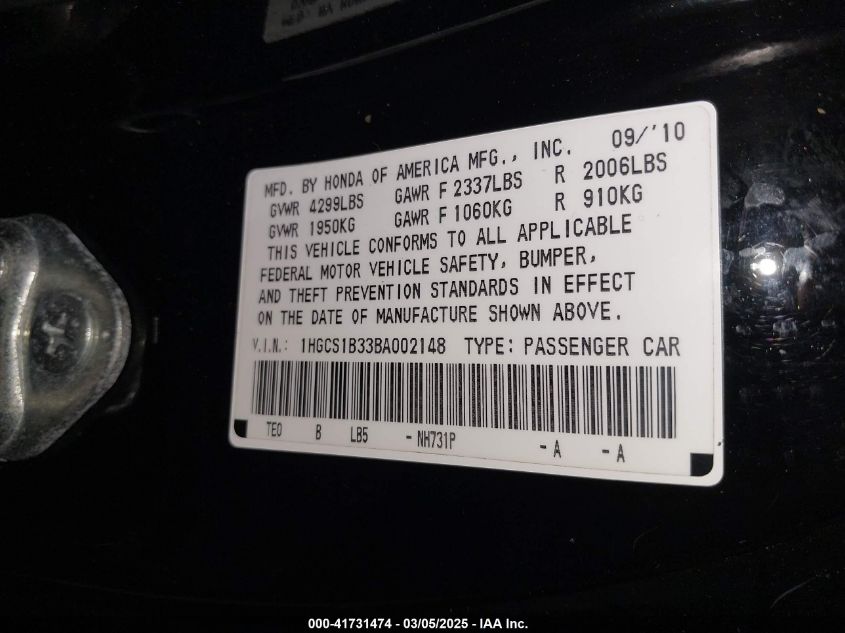 MFD. BY HONDA OF AMERICA MFG., INC. 09/'10
GVWR 4299LBS GAWR F 2337LBS R 2006LBS
GVWR 1950KG GAWR F 1060KG R 910KG
THIS VEHICLE CONFORMS TO ALL APPLICABLE
FEDERAL MOTOR VEHICLE SAFETY, BUMPER,
AND THEFT PREVENTION STANDARDS IN EFFECT
ON THE DATE OF MANUFACTURE SHOWN ABOVE.
V.I.N.: 1HGCS1B33BA002148 TYPE: PASSENGER CAR
TE0 B LB5 - NH731P - A - A
000-41731474 - 03/05/2025 - IAA Inc.